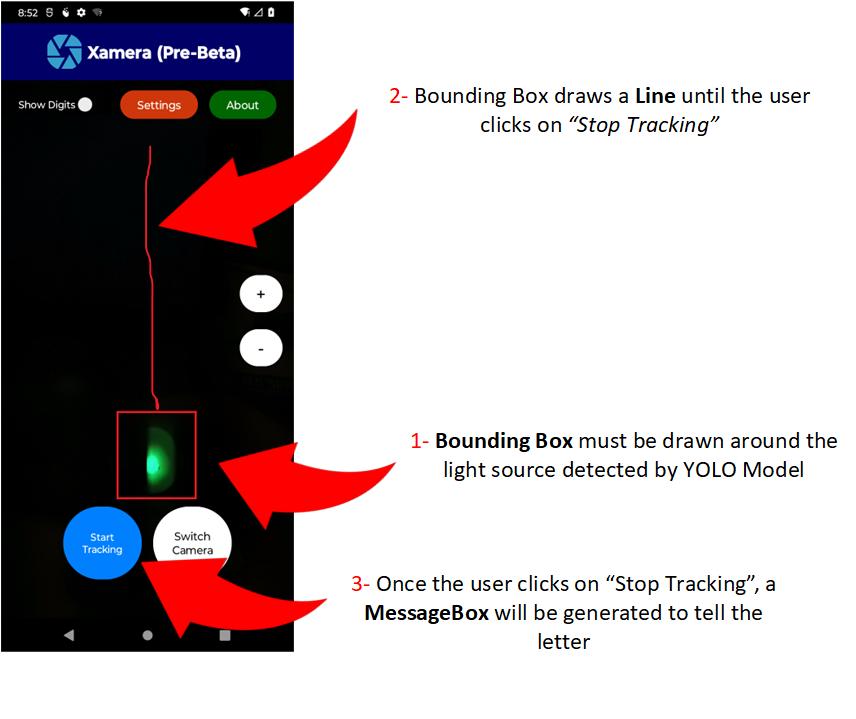 8:52
Xamera (Pre-Beta)
Show Digits
Settings
About
2- Bounding Box draws a Line until the user
clicks on “Stop Tracking”
+
-
1- Bounding Box must be drawn around the
light source detected by YOLO Model
Start
Tracking
Switch
Camera
3- Once the user clicks on “Stop Tracking”, a
MessageBox will be generated to tell the
letter